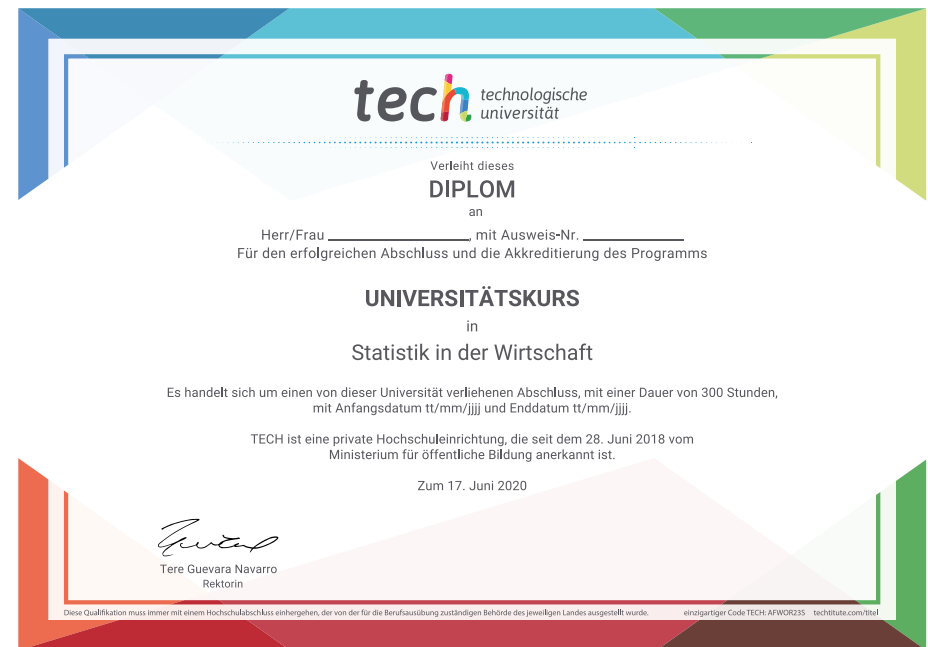 tech technologische
universität
Verleiht dieses
DIPLOM
an
Herr/Frau ____________________, mit Ausweis-Nr. ______________
Für den erfolgreichen Abschluss und die Akkreditierung des Programms
UNIVERSITÄTSKURS
in
Statistik in der Wirtschaft
Es handelt sich um einen von dieser Universität verliehenen Abschluss, mit einer Dauer von 300 Stunden,
mit Anfangsdatum tt/mm/jjjj und Enddatum tt/mm/jjjj.
TECH ist eine private Hochschuleinrichtung, die seit dem 28. Juni 2018 vom
Ministerium für öffentliche Bildung anerkannt ist.
Zum 17. Juni 2020
Tere Guevara Navarro
Rektorin
Diese Qualifikation muss immer mit einem Hochschulabschluss einhergehen, der von der für die Berufsausübung zuständigen Behörde des jeweiligen Landes ausgestellt wurde. einzigartiger Code TECH: AFWOR23S techtitute.com/titel